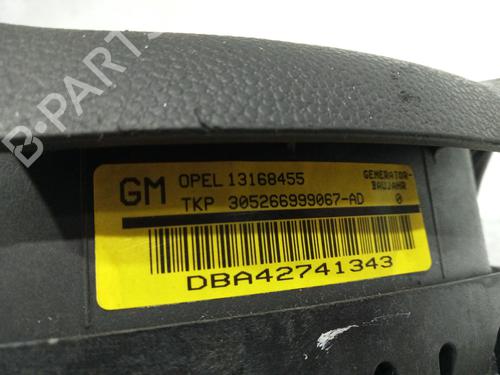 GM OPEL 13168455 GENERATOR-
BAUJAHR
TKP 305266999067-AD 0
DBA42741343
B-PARTS